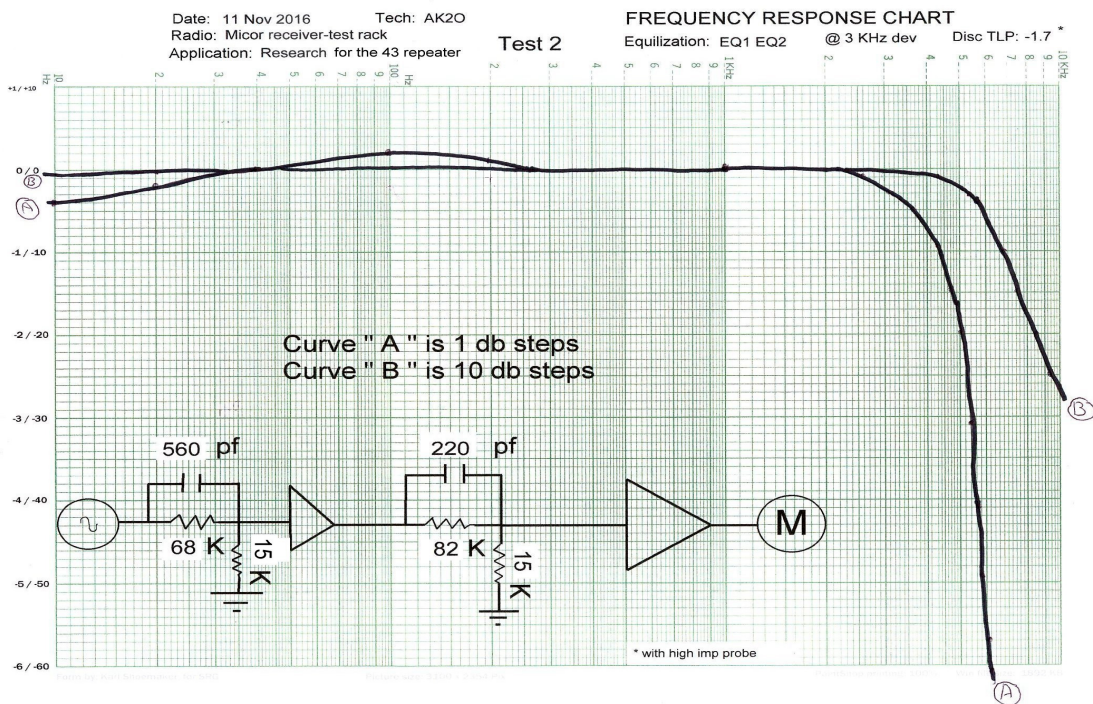 Date: 11 Nov 2016 Tech: AK2O
Radio: Micor receiver-test rack
Application: Research for the 43 repeater
Test 2
FREQUENCY RESPONSE CHART
Equilization: EQ1 EQ2 @ 3 KHz dev Disc TLP: -1.7 *
Hz 10 2 3 4 5 6 7 8 9 100 Hz 2 3 4 5 6 7 8 9 1 KHz 2 3 4 5 6 7 8 9 10 KHz
+1 / +10
0 / 0
B
A
-1 / -10
-2 / -20
Curve " A " is 1 db steps
Curve " B " is 10 db steps
-3 / -30
B
560 pf
220 pf
-4 / -40
M
68 K
15 K
82 K
15 K
-5 / -50
* with high imp probe
-6 / -60
A